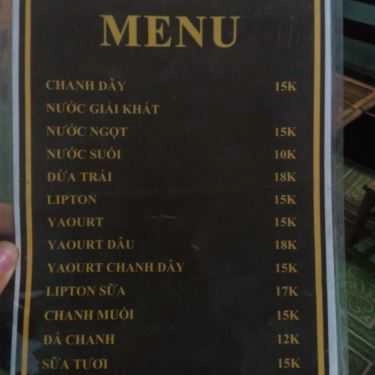 MENU
CHANH DÂY 15K
NƯỚC GIẢI KHÁT
NƯỚC NGỌT 15K
NƯỚC SUỐI 10K
DỪA TRÁI 18K
LIPTON 15K
YAOURT 15K
YAOURT DÂU 18K
YAOURT CHANH DÂY 15K
LIPTON SỮA 17K
CHANH MUỐI 15K
ĐÁ CHANH 12K
SỮA TƯƠI 15K